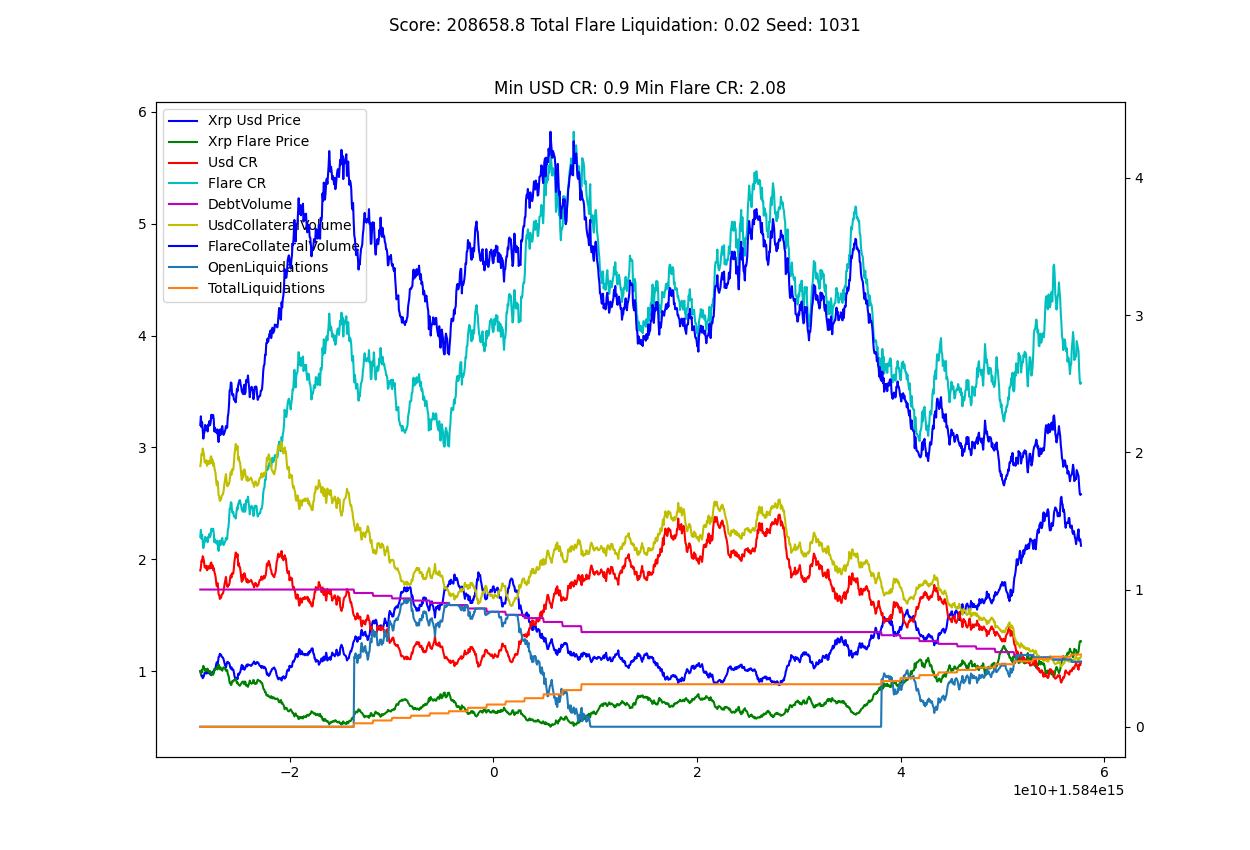 Score: 208658.8 Total Flare Liquidation: 0.02 Seed: 1031
Min USD CR: 0.9 Min Flare CR: 2.08
Xrp Usd Price
Xrp Flare Price
Usd CR
Flare CR
DebtVolume
UsdCollateralVolume
FlareCollateralVolume
OpenLiquidations
TotalLiquidations
6
5
4
3
2
1
4
3
2
1
0
−2
0
2
4
6
1e10+1.584e15